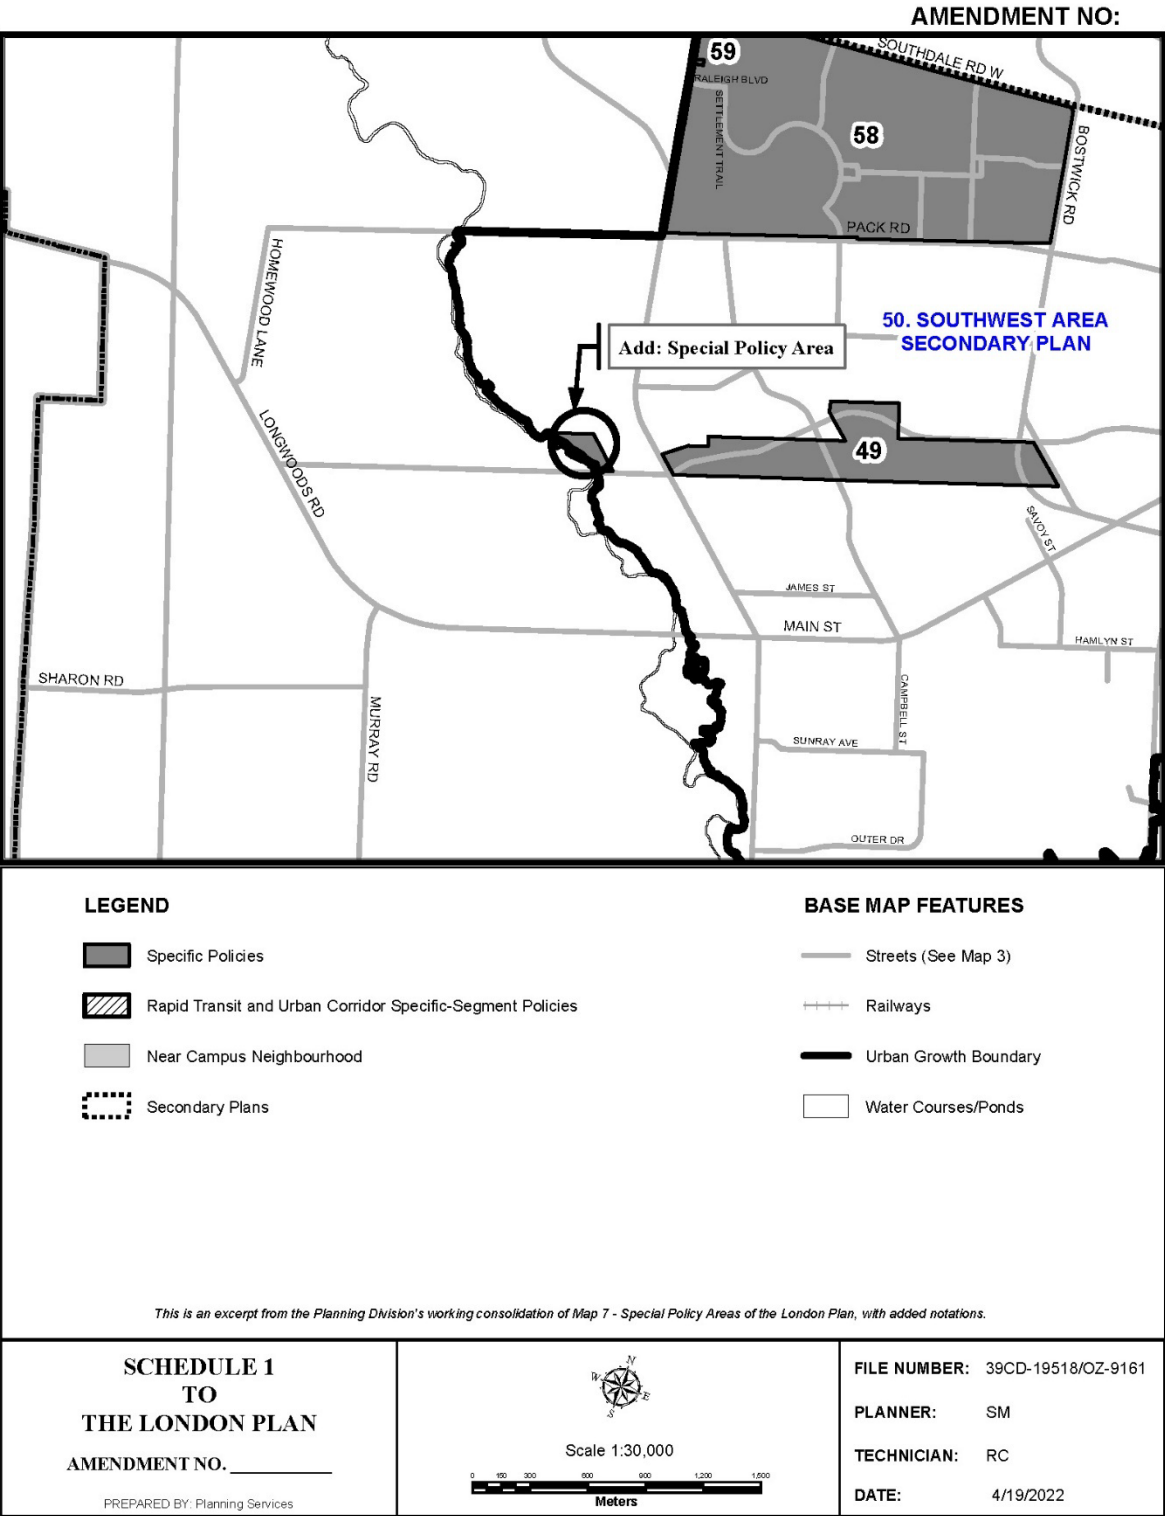 AMENDMENT NO:
59
SOUTHDALE RD W
RALEIGH BLVD
SETTLEMENT TRAIL
58
BOSTWICK RD
PACK RD
HOMEWOOD LANE
50. SOUTHWEST AREA
SECONDARY PLAN
Add: Special Policy Area
LONGWOODS RD
49
SAVOY ST
JAMES ST
MAIN ST
HAMLYN ST
SHARON RD
MURRAY RD
CAMPBELL ST
SUNRAY AVE
OUTER DR
LEGEND
Specific Policies
Rapid Transit and Urban Corridor Specific-Segment Policies
Near Campus Neighbourhood
Secondary Plans
BASE MAP FEATURES
Streets (See Map 3)
Railways
Urban Growth Boundary
Water Courses/Ponds
This is an excerpt from the Planning Division's working consolidation of Map 7 - Special Policy Areas of the London Plan, with added notations.
SCHEDULE 1
TO
THE LONDON PLAN
AMENDMENT NO. ___________
PREPARED BY: Planning Services
N
W
E
S
Scale 1:30,000
0 150 300 600 900 1,200 1,500
Meters
FILE NUMBER: 39CD-19518/OZ-9161
PLANNER: SM
TECHNICIAN: RC
DATE: 4/19/2022